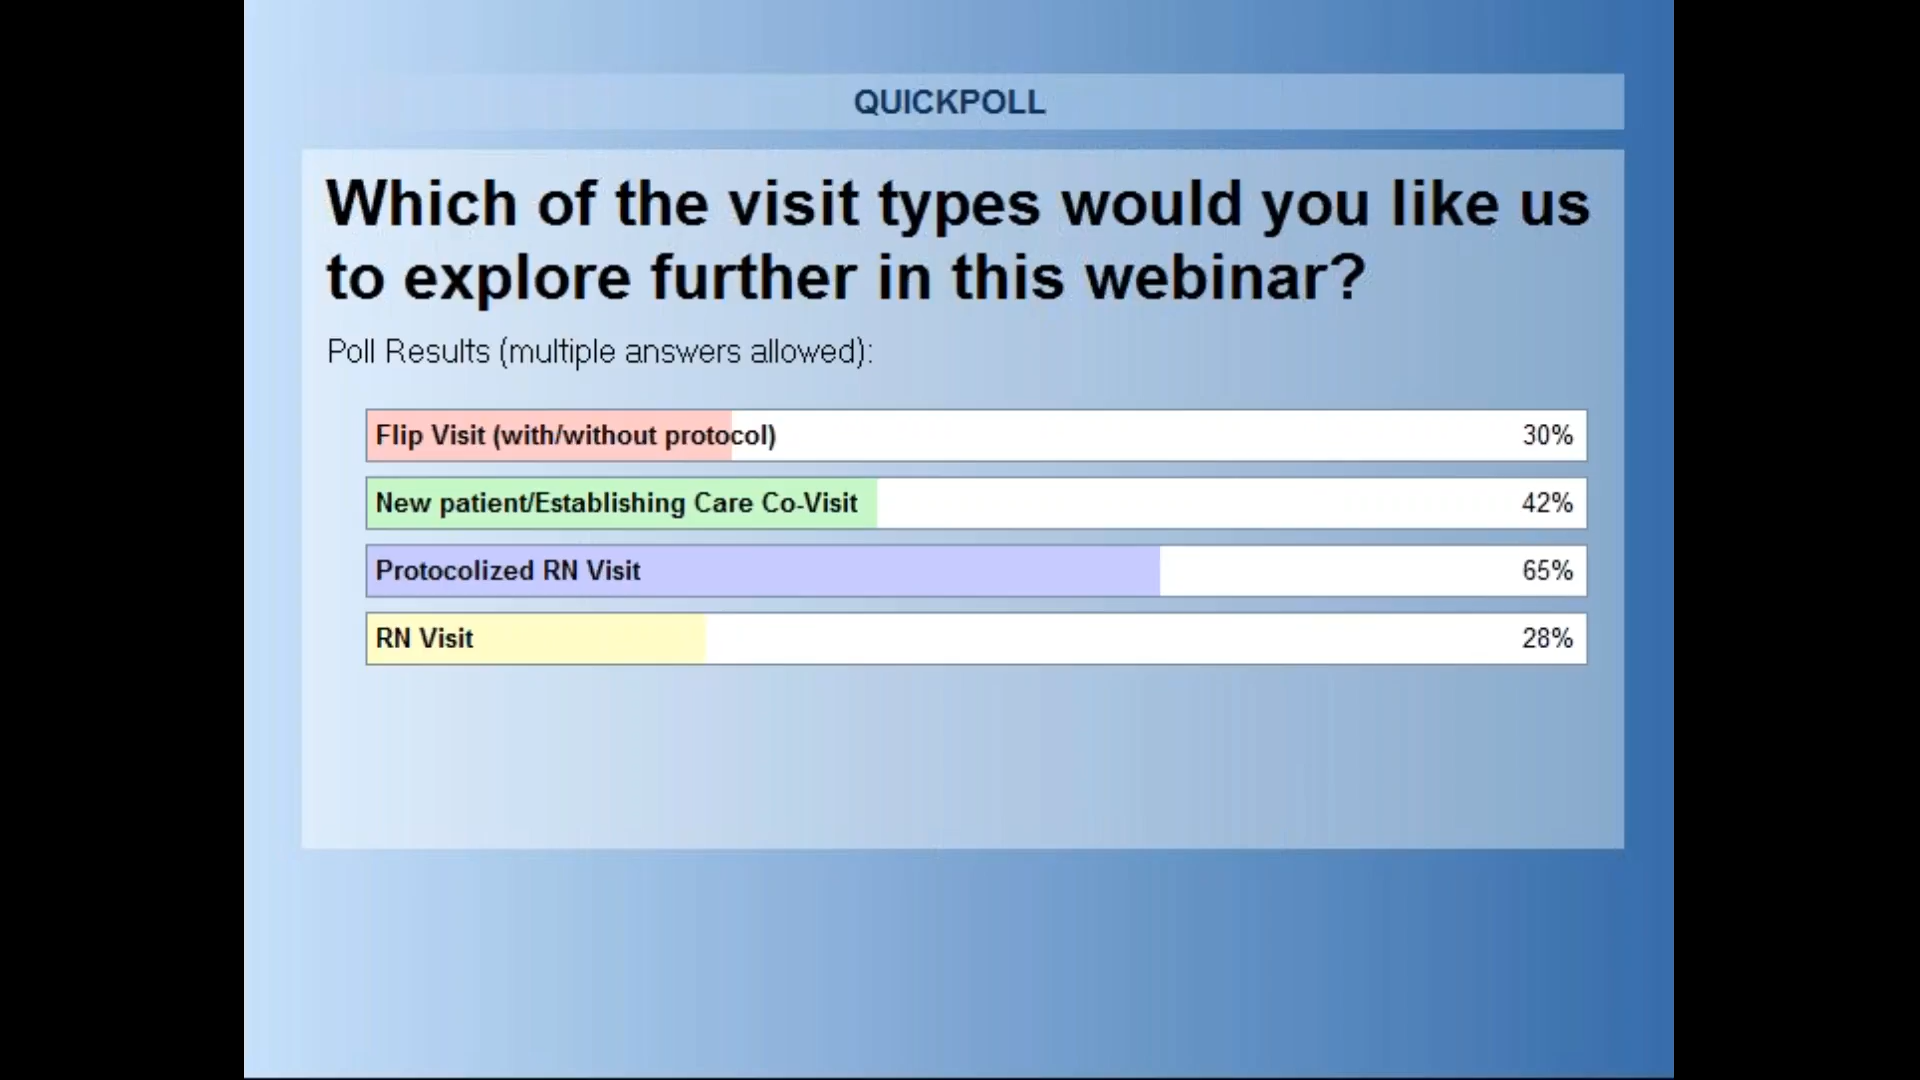 QUICKPOLL
Which of the visit types would you like us
to explore further in this webinar?
Poll Results (multiple answers allowed):
Flip Visit (with/without protocol) 30%
New patient/Establishing Care Co-Visit 42%
Protocolized RN Visit 65%
RN Visit 28%